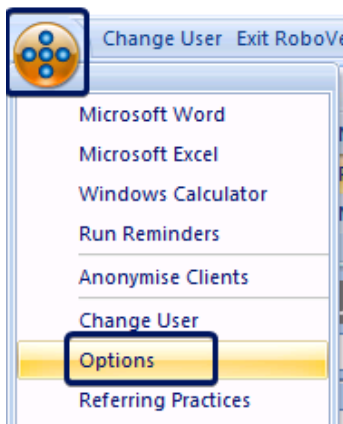 Change User Exit RoboVe
Microsoft Word
Microsoft Excel
Windows Calculator
Run Reminders
Anonymise Clients
Change User
Options
Referring Practices